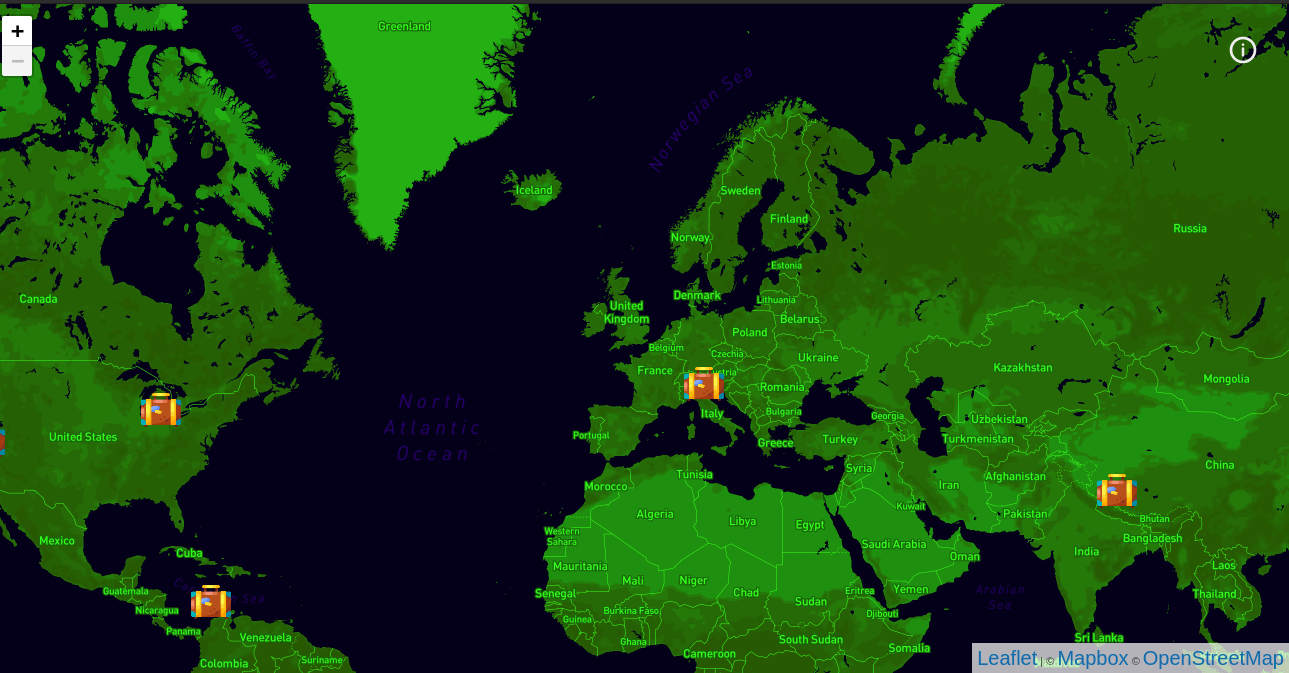 +
−
Greenland
Baffin Bay
Norwegian Sea
Iceland
Sweden
Finland
Norway
Russia
Estonia
Canada
Denmark
Lithuania
United
Kingdom
Belarus
Poland
Belgium
Czechia
Ukraine
France
Austria
Kazakhstan
Mongolia
Romania
North
Atlantic
Ocean
Italy
Bulgaria
Georgia
Uzbekistan
United States
Portugal
Greece
Turkey
Turkmenistan
Syria
China
Tunisia
Afghanistan
Morocco
Iran
Kuwait
Pakistan
Algeria
Libya
Egypt
Bhutan
Western
Sahara
Mexico
Cuba
Saudi Arabia
Oman
India
Bangladesh
Mauritania
Mali
Niger
Laos
Guatemala
Sea
Senegal
Chad
Sudan
Eritrea
Yemen
Arabian
Sea
Thailand
Nicaragua
Burkina Faso
Guinea
Djibouti
Panama
Venezuela
Ghana
South Sudan
Somalia
Sri Lanka
Colombia
Suriname
Cameroon
Leaflet | © Mapbox © OpenStreetMap